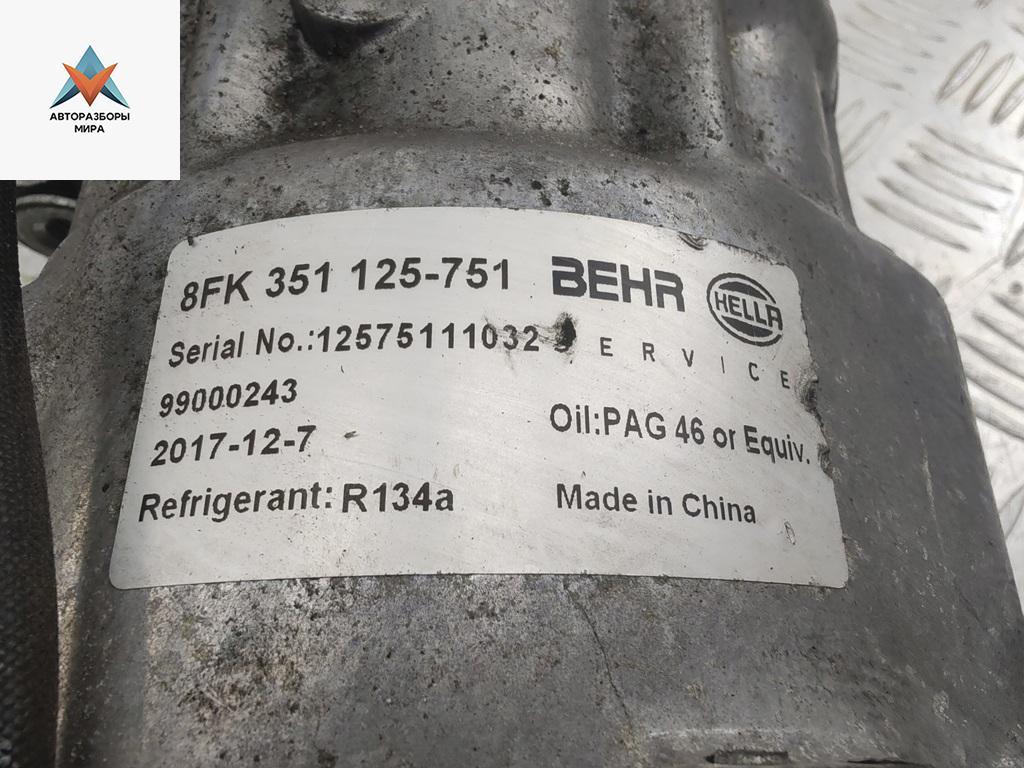 АВТОРАЗБОРЫ
МИРА
8FK 351 125-751 BEHR HELLA
SERVICE
Serial No.:12575111032
99000243
2017-12-7
Oil:PAG 46 or Equiv.
Refrigerant: R134a
Made in China